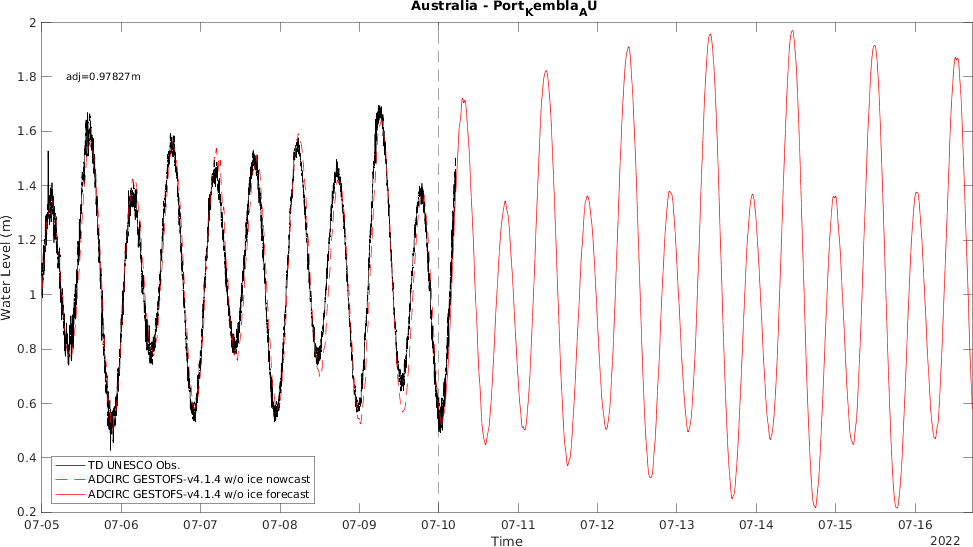 Australia - Port_Kembla_AU
2
1.8
adj=0.97827m
1.6
1.4
1.2
1
0.8
0.6
0.4
0.2
Water Level (m)
TD UNESCO Obs.
ADCIRC GESTOFS-v4.1.4 w/o ice nowcast
ADCIRC GESTOFS-v4.1.4 w/o ice forecast
07-05 07-06 07-07 07-08 07-09 07-10 07-11 07-12 07-13 07-14 07-15 07-16
Time
2022